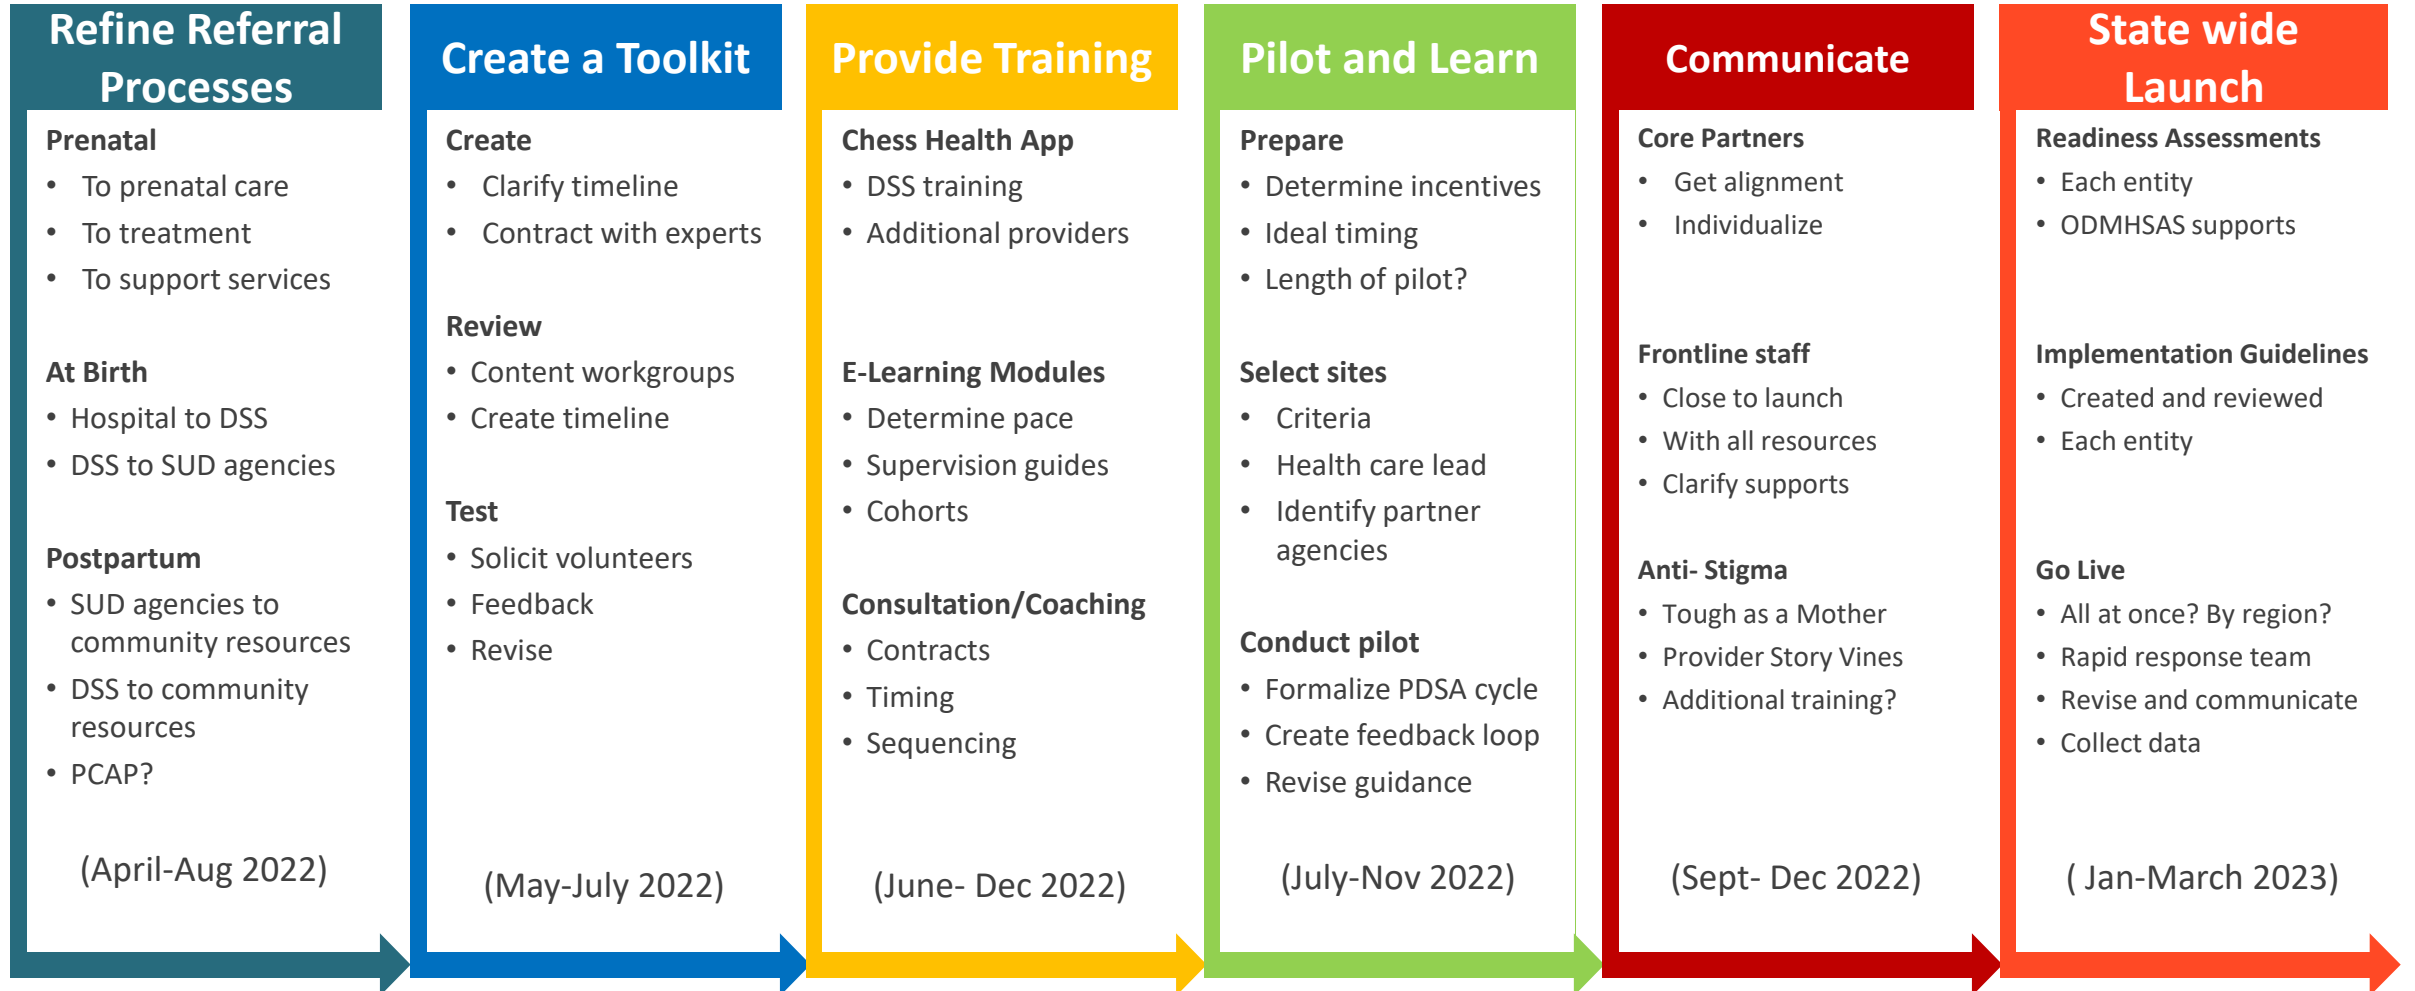 Refine Referral
Processes
Prenatal
• To prenatal care
• To treatment
• To support services
At Birth
• Hospital to DSS
• DSS to SUD agencies
Postpartum
• SUD agencies to
community resources
• DSS to community
resources
• PCAP?
(April-Aug 2022)
Create a Toolkit
Create
• Clarify timeline
• Contract with experts
Review
• Content workgroups
• Create timeline
Test
• Solicit volunteers
• Feedback
• Revise
(May-July 2022)
Provide Training
Chess Health App
• DSS training
• Additional providers
E-Learning Modules
• Determine pace
• Supervision guides
• Cohorts
Consultation/Coaching
• Contracts
• Timing
• Sequencing
(June- Dec 2022)
Pilot and Learn
Prepare
• Determine incentives
• Ideal timing
• Length of pilot?
Select sites
• Criteria
• Health care lead
• Identify partner
agencies
Conduct pilot
• Formalize PDSA cycle
• Create feedback loop
• Revise guidance
(July-Nov 2022)
Communicate
Core Partners
• Get alignment
• Individualize
Frontline staff
• Close to launch
• With all resources
• Clarify supports
Anti- Stigma
• Tough as a Mother
• Provider Story Vines
• Additional training?
(Sept- Dec 2022)
State wide
Launch
Readiness Assessments
• Each entity
• ODMHSAS supports
Implementation Guidelines
• Created and reviewed
• Each entity
Go Live
• All at once? By region?
• Rapid response team
• Revise and communicate
• Collect data
( Jan-March 2023)